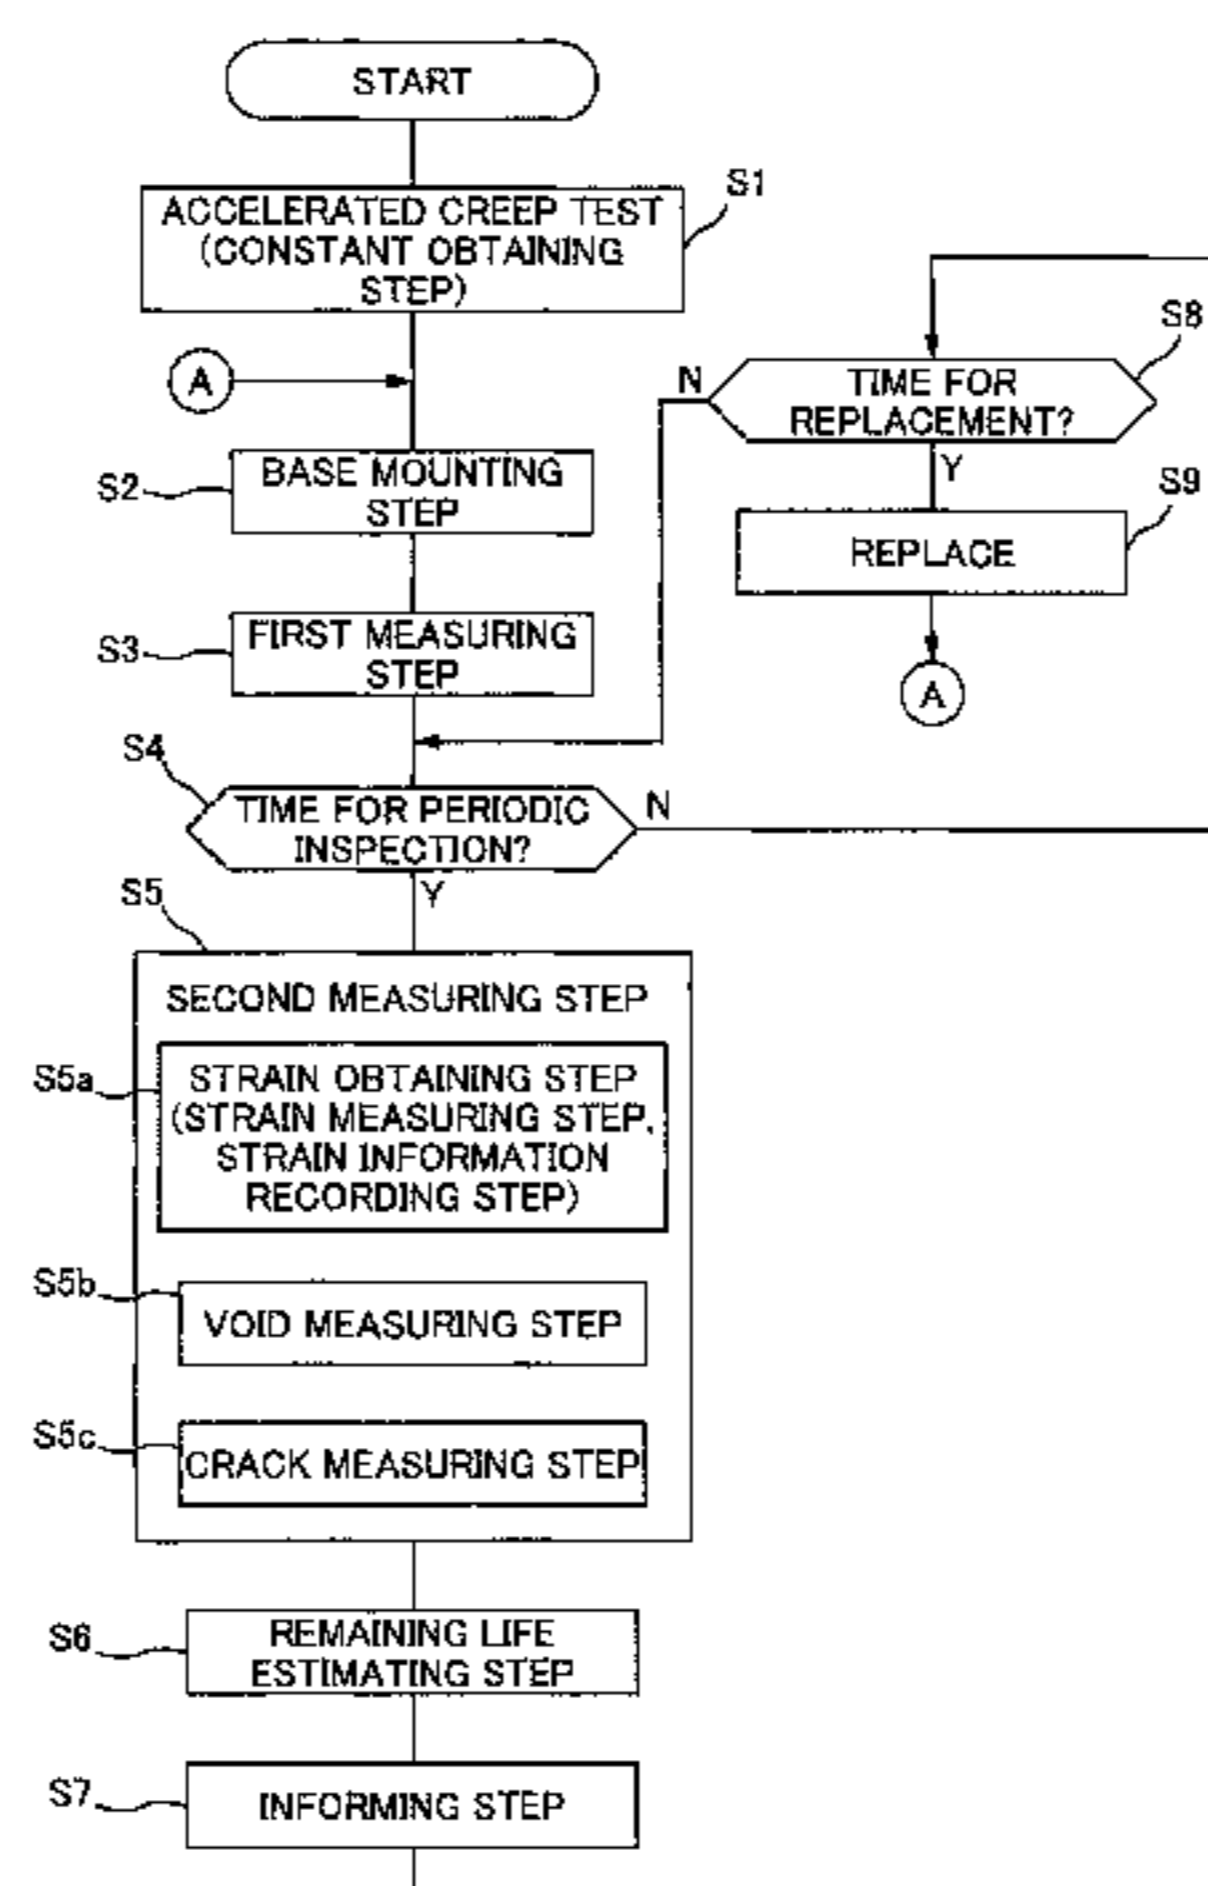 START
S1
ACCELERATED CREEP TEST
(CONSTANT OBTAINING
STEP)
A
S2
BASE MOUNTING
STEP
S3
FIRST MEASURING
STEP
S4
TIME FOR PERIODIC
INSPECTION?
N
Y
S5
SECOND MEASURING STEP
S5a
STRAIN OBTAINING STEP
(STRAIN MEASURING STEP,
STRAIN INFORMATION
RECORDING STEP)
S5b
VOID MEASURING STEP
S5c
CRACK MEASURING STEP
S6
REMAINING LIFE
ESTIMATING STEP
S7
INFORMING STEP
S8
TIME FOR
REPLACEMENT?
N
Y
S9
REPLACE
A